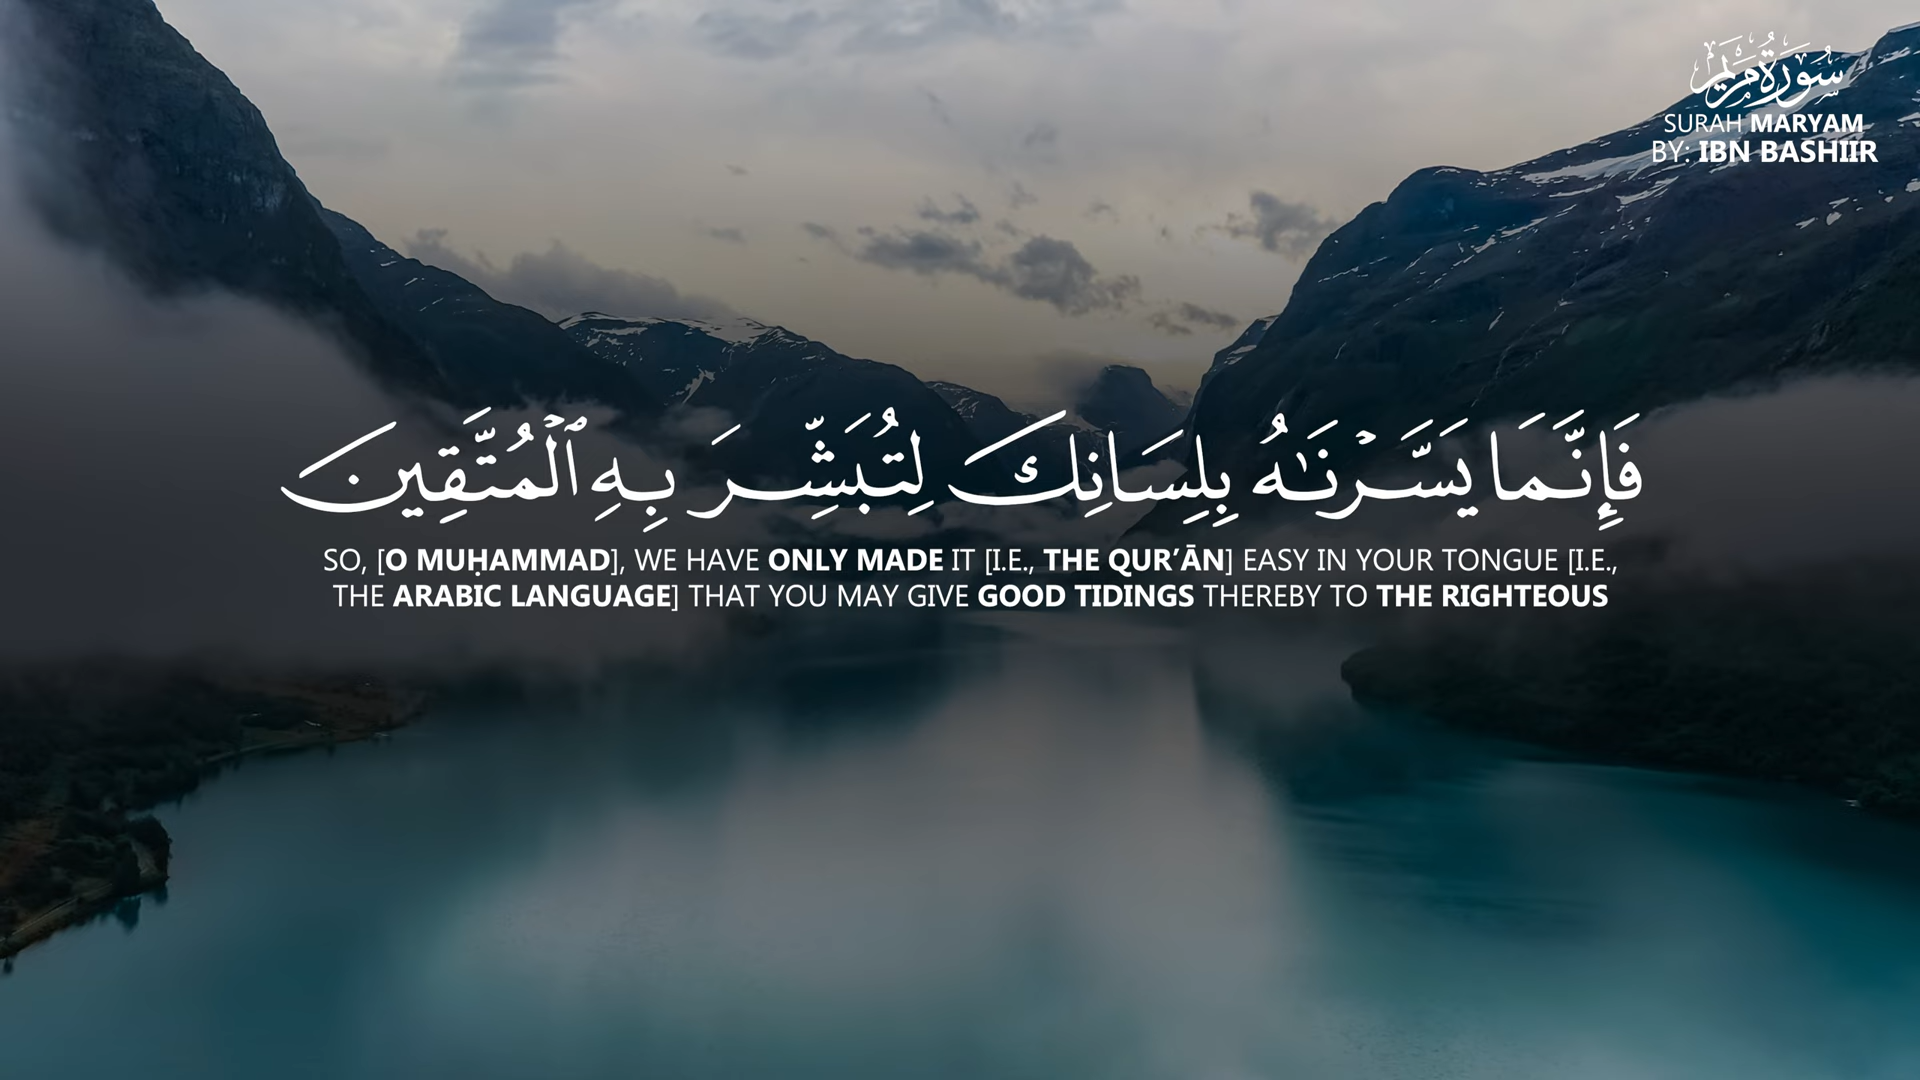 سُورَةُ مَرْيَم
SURAH MARYAM
BY: IBN BASHIIR
فَإِنَّمَا يَسَّرْنَٰهُ بِلِسَانِكَ لِتُبَشِّرَ بِهِ ٱلْمُتَّقِينَ
SO, [O MUḤAMMAD], WE HAVE ONLY MADE IT [I.E., THE QUR’ĀN] EASY IN YOUR TONGUE [I.E.,
THE ARABIC LANGUAGE] THAT YOU MAY GIVE GOOD TIDINGS THEREBY TO THE RIGHTEOUS